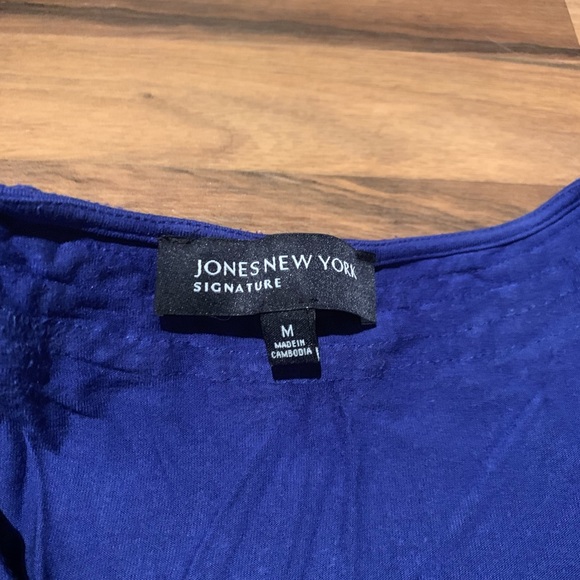 JONES NEW YORK
SIGNATURE
M
MADE IN
CAMBODIA